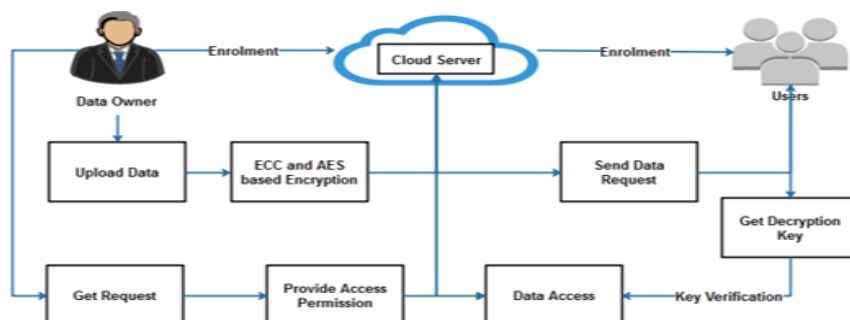 Enrolment
Enrolment
Cloud Server
Data Owner
Users
Upload Data
ECC and AES
based Encryption
Send Data
Request
Get Decryption
Key
Get Request
Provide Access
Permission
Data Access
Key Verification